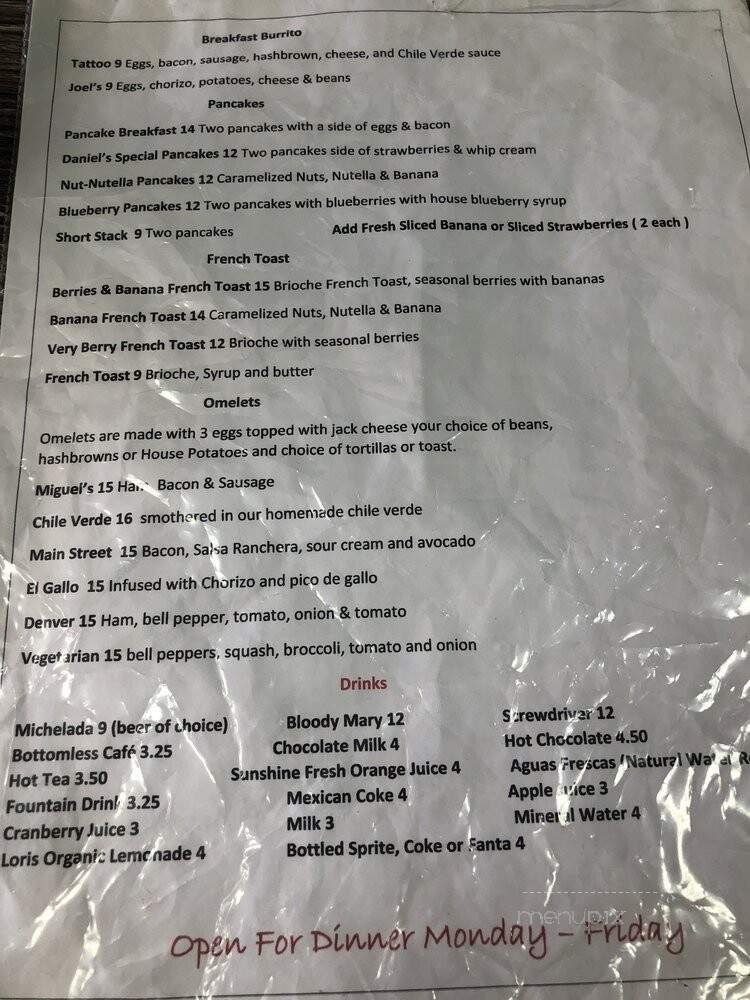 Breakfast Burrito
Tattoo 9 Eggs, bacon, sausage, hashbrown, cheese, and Chile Verde sauce
Joel's 9 Eggs, chorizo, potatoes, cheese & beans
Pancakes
Pancake Breakfast 14 Two pancakes with a side of eggs & bacon
Daniel's Special Pancakes 12 Two pancakes side of strawberries & whip cream
Nut-Nutella Pancakes 12 Caramelized Nuts, Nutella & Banana
Blueberry Pancakes 12 Two pancakes with blueberries with house blueberry syrup
Short Stack 9 Two pancakes Add Fresh Sliced Banana or Sliced Strawberries ( 2 each )
French Toast
Berries & Banana French Toast 15 Brioche French Toast, seasonal berries with bananas
Banana French Toast 14 Caramelized Nuts, Nutella & Banana
Very Berry French Toast 12 Brioche with seasonal berries
French Toast 9 Brioche, Syrup and butter
Omelets
Omelets are made with 3 eggs topped with jack cheese your choice of beans,
hashbrowns or House Potatoes and choice of tortillas or toast.
Miguel's 15 Ham Bacon & Sausage
Chile Verde 16 smothered in our homemade chile verde
Main Street 15 Bacon, Salsa Ranchera, sour cream and avocado
El Gallo 15 Infused with Chorizo and pico de gallo
Denver 15 Ham, bell pepper, tomato, onion & tomato
Vegetarian 15 bell peppers, squash, broccoli, tomato and onion
Drinks
Michelada 9 (beer of choice) Bloody Mary 12 Screwdriver 12
Bottomless Café 3.25 Chocolate Milk 4 Hot Chocolate 4.50
Hot Tea 3.50 Sunshine Fresh Orange Juice 4 Aguas Frescas (Natural Water
Fountain Drink 3.25 Mexican Coke 4 Apple Juice 3
Cranberry Juice 3 Milk 3 Mineral Water 4
Loris Organic Lemonade 4 Bottled Sprite, Coke or Fanta 4
menupix
Open For Dinner Monday – Friday